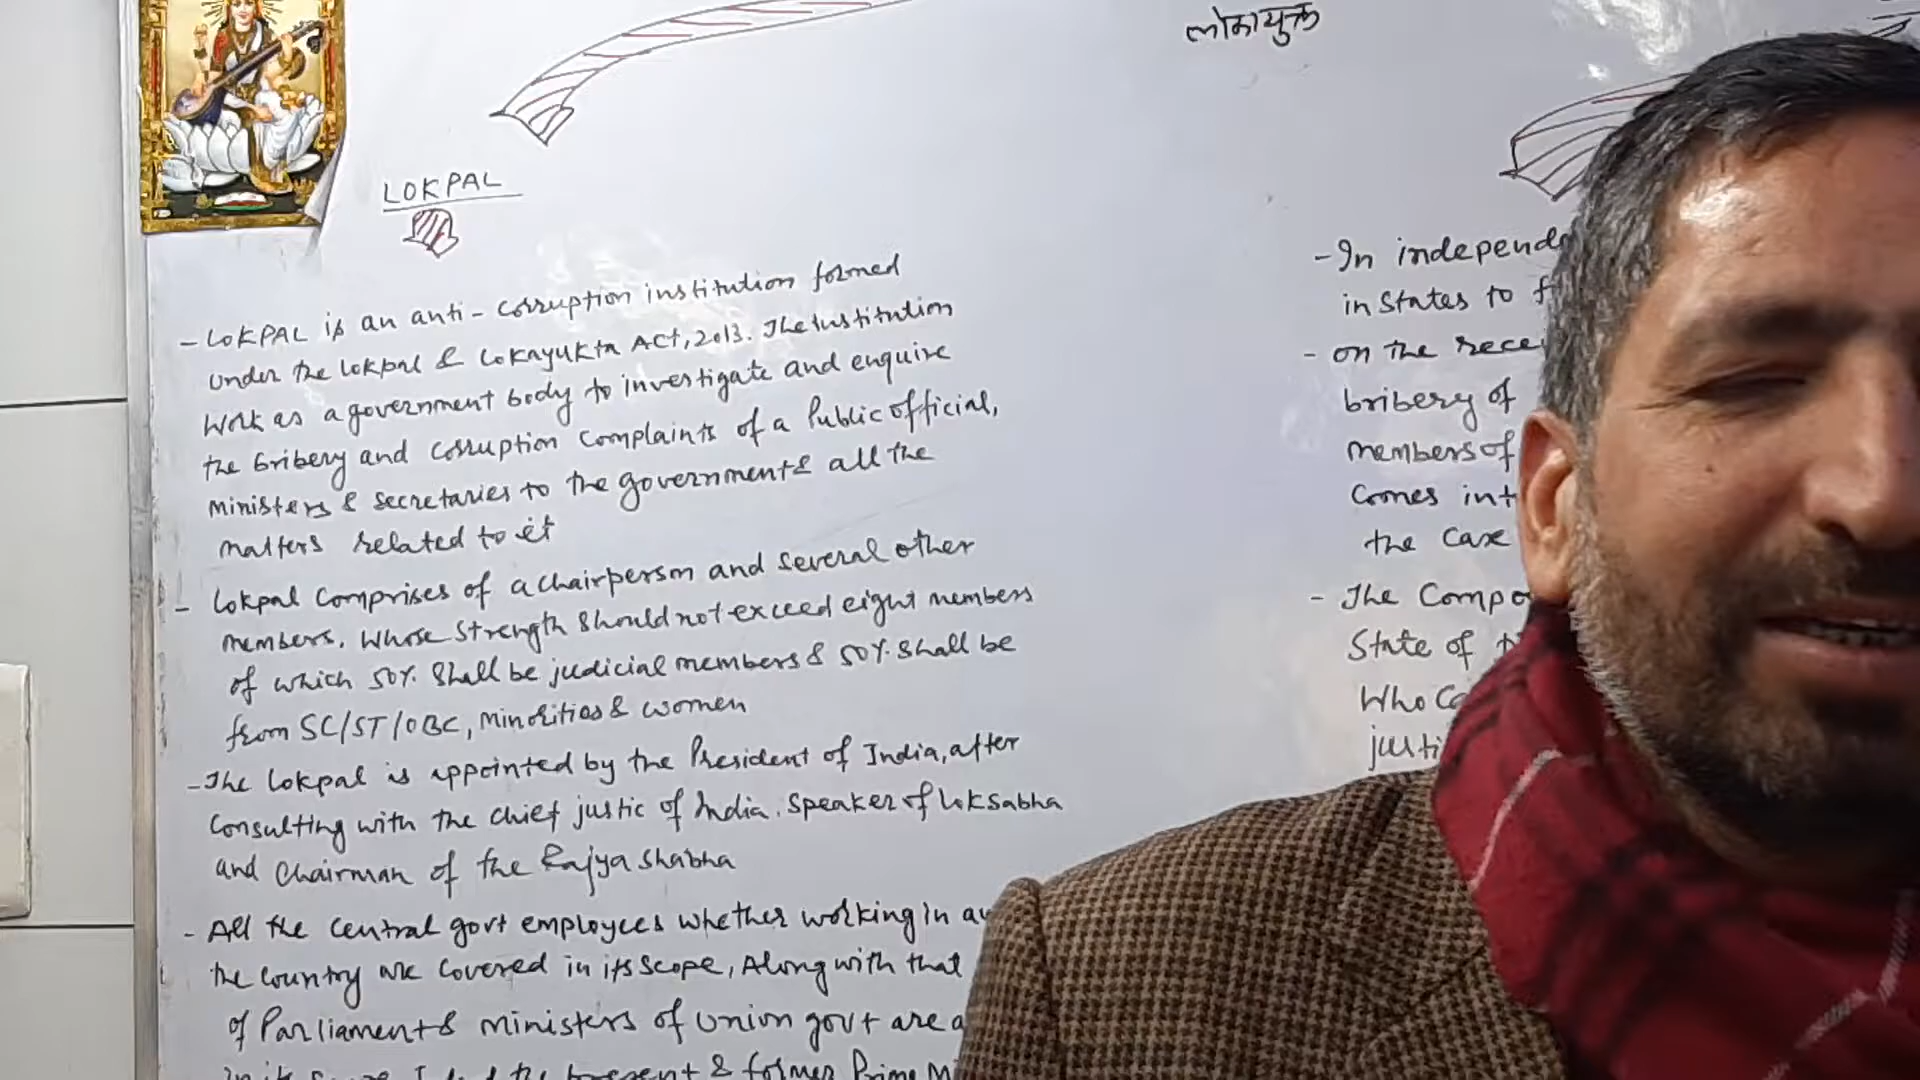 लोकायुक्त
LOKPAL
- LOKPAL is an anti-corruption institution formed
under the Lokpal & Lokayukta Act, 2013. The Institution
work as a government body to investigate and enquire
the bribery and corruption complaints of a Public official,
ministers & secretaries to the government & all the
matters related to it
- Lokpal Comprises of a chairperson and several other
members. Whose strength should not exceed eight members
of which 50%. shall be judicial members & 50%. shall be
from SC/ST/OBC, Minorities & women
- The Lokpal is appointed by the President of India, after
consulting with the chief justic of India. Speaker of Loksabha
and Chairman of the Rajya Shabha
- All the central govt employees whether working in
the country are covered in its scope, Along with that
of Parliament & ministers of Union govt are
the present & former Prime
- In
in States to
- on the
bribery of
members of
Comes
the Case
- The
State of
Who